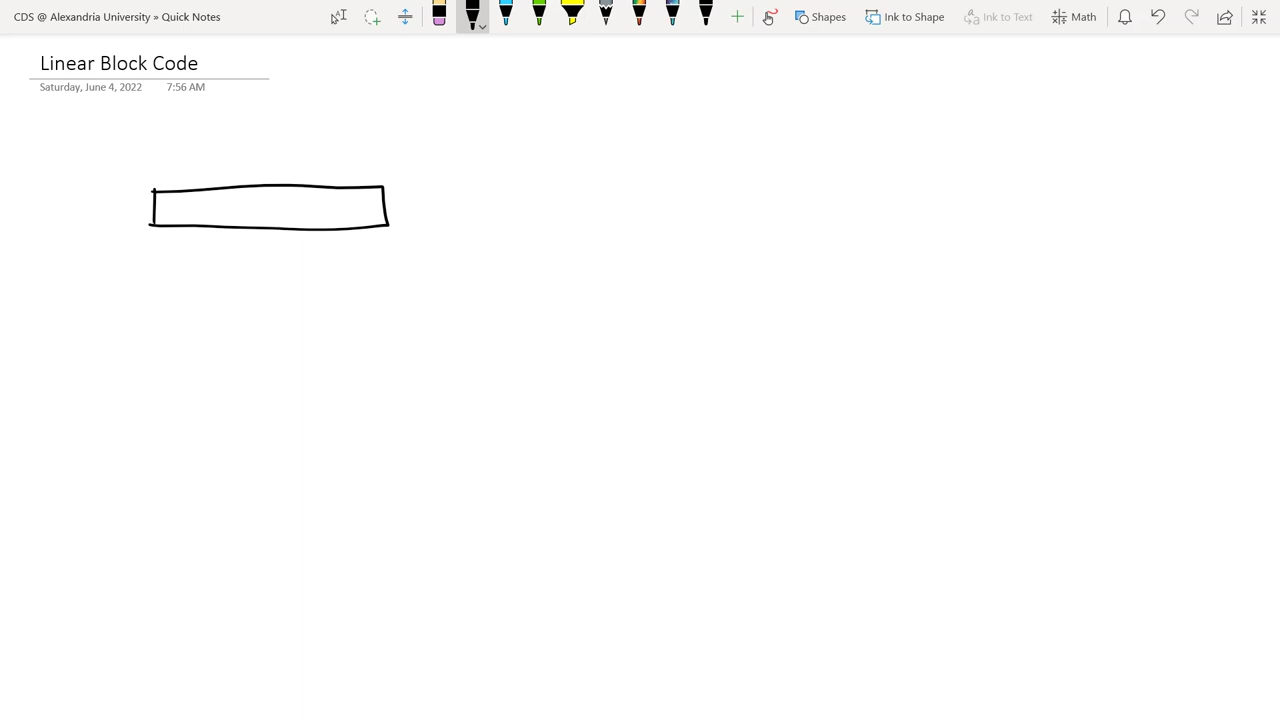 CDS @ Alexandria University » Quick Notes
Shapes
Ink to Shape
Ink to Text
Math
Linear Block Code
Saturday, June 4, 2022 7:56 AM